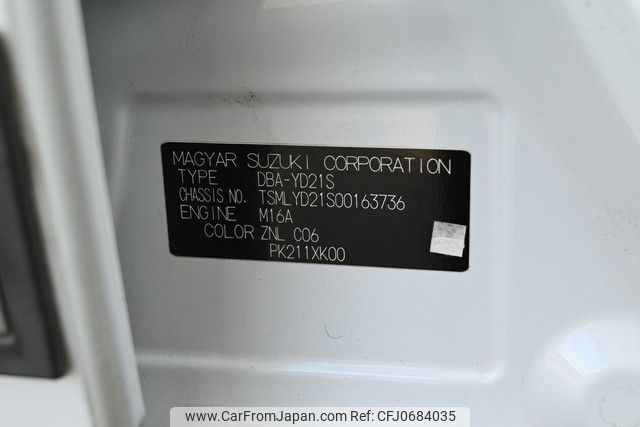 MAGYAR SUZUKI CORPORATION
TYPE DBA-YD21S
CHASSIS NO. TSMLYD21S00163736
ENGINE M16A
COLOR ZNL C06
PK211XK00
www.CarFromJapan.com Ref. CFJ0684035